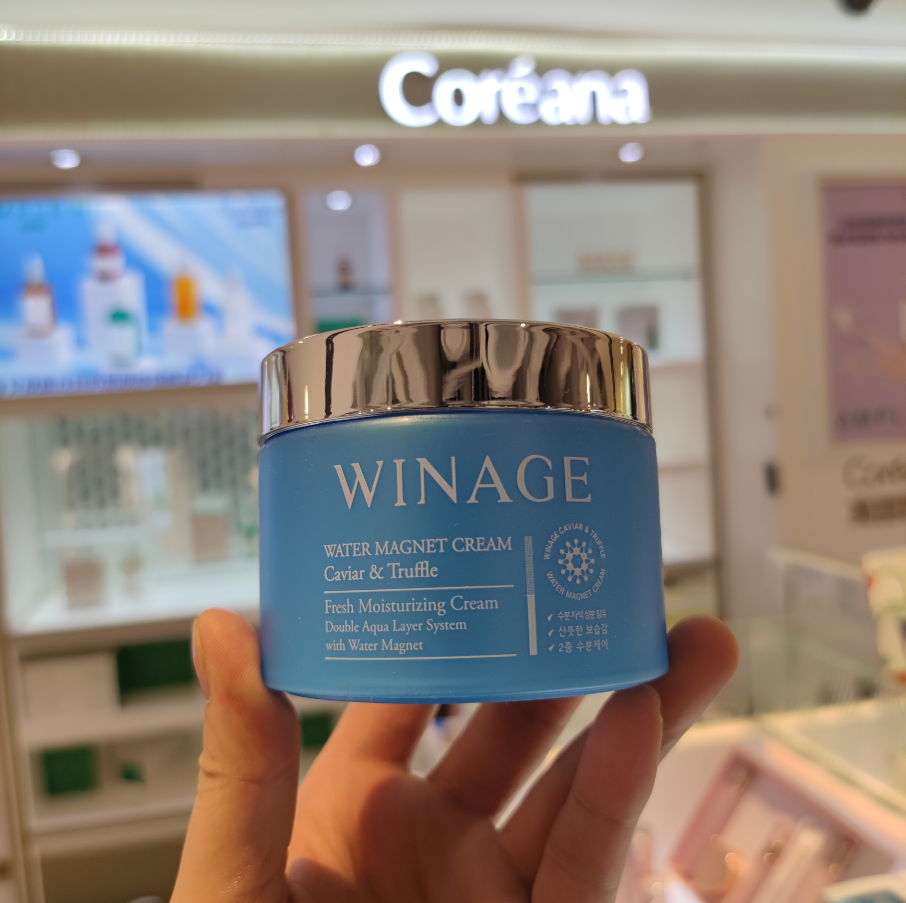 Coréana
WINAGE
WATER MAGNET CREAM
Caviar & Truffle
Fresh Moisturizing Cream
Double Aqua Layer System
with Water Magnet
WINAGE CAVIAR & TRUFFLE
WATER MAGNET CREAM
✓ 수분자석성분함유
✓ 산뜻한 보습감
✓ 2중 수분케어